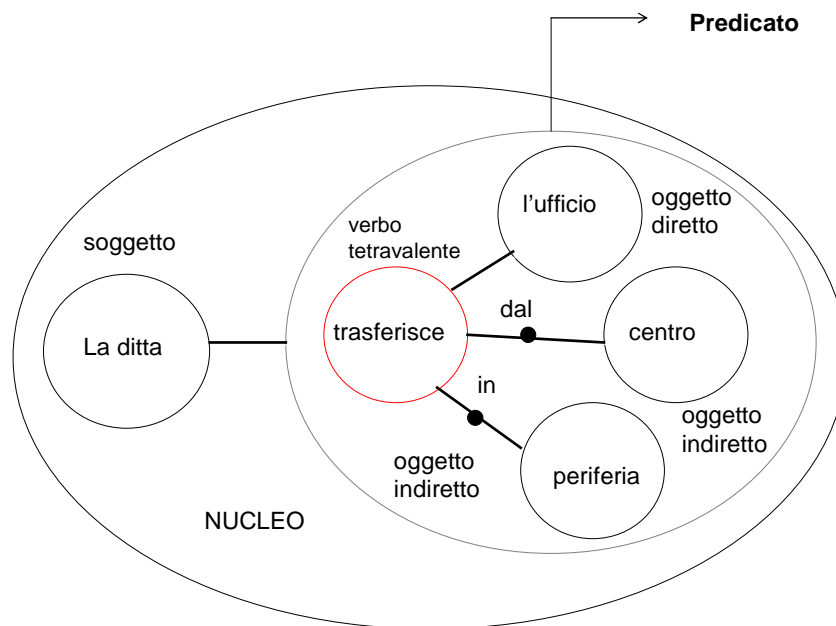 Predicato
l'ufficio
oggetto
diretto
verbo
tetravalente
soggetto
dal
La ditta
trasferisce
centro
in
oggetto
indiretto
oggetto
indiretto
periferia
NUCLEO